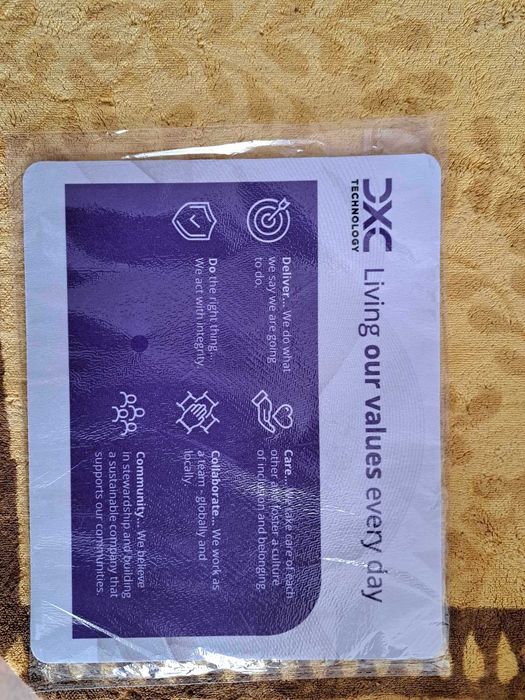 DXC
TECHNOLOGY
Living our values every day
Deliver... We do what
we say we are going
to do.
Do the right thing...
We act with integrity
Care... We take care of each
other and foster a culture
of inclusion and belonging
Collaborate... We work as
a team - globally and
locally
Community... We believe
in stewardship and building
a sustainable company that
supports our communities.